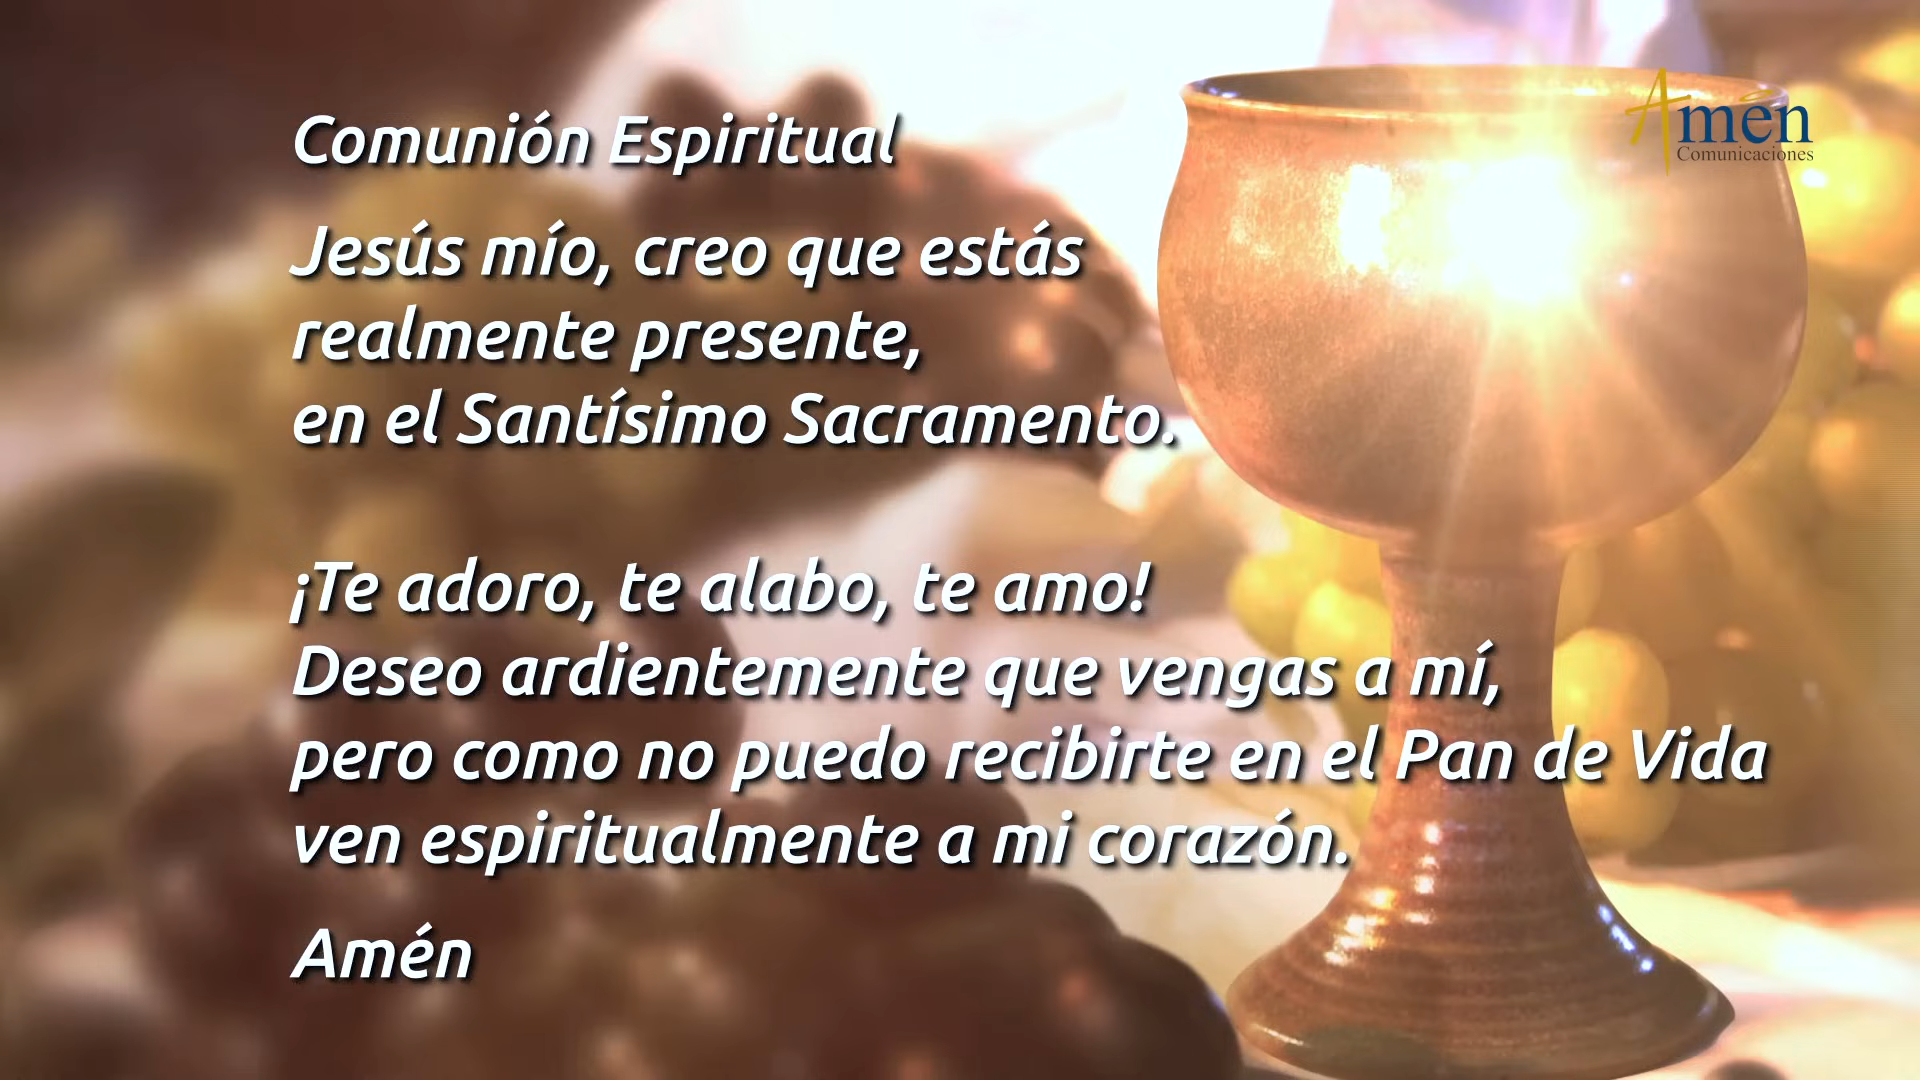 Amén
Comunicaciones
Comunión Espiritual
Jesús mío, creo que estás
realmente presente,
en el Santísimo Sacramento.
¡Te adoro, te alabo, te amo!
Deseo ardientemente que vengas a mí,
pero como no puedo recibirte en el Pan de Vida
ven espiritualmente a mi corazón.
Amén